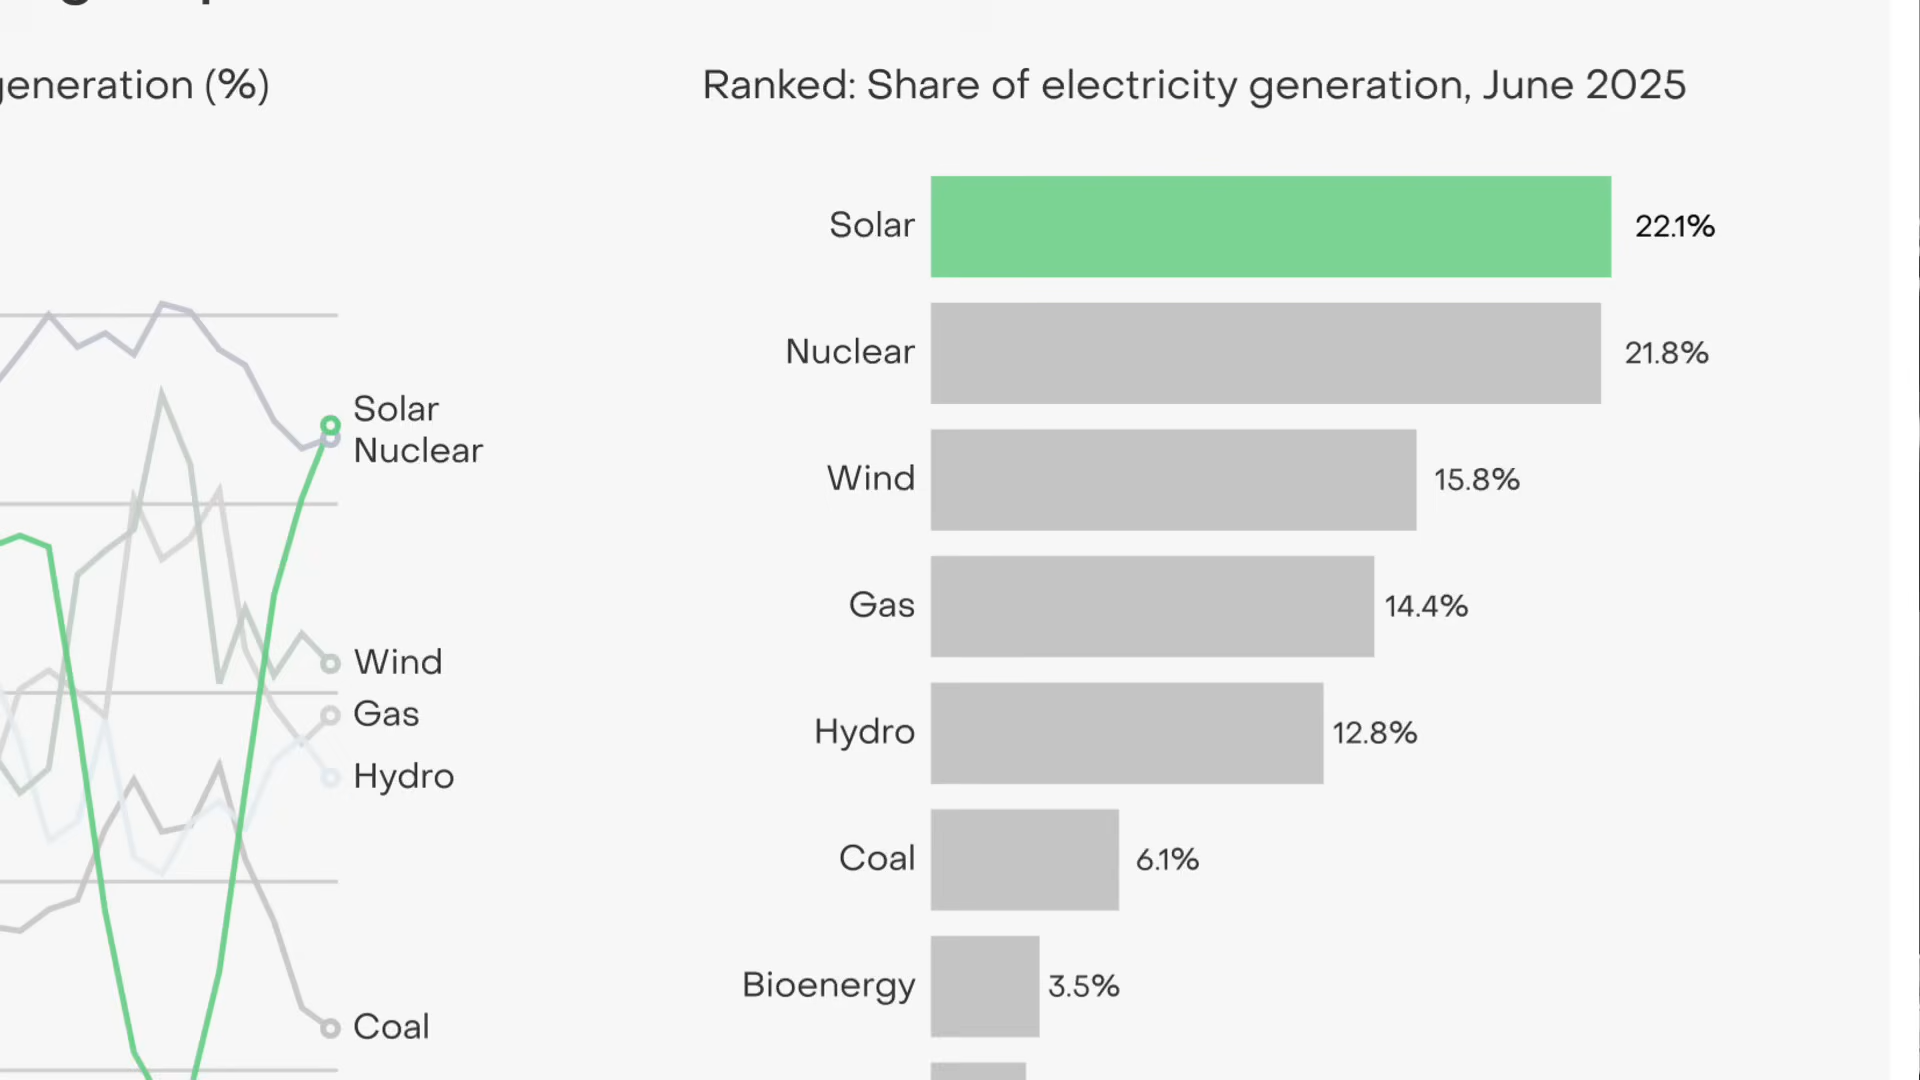 generation (%)
Solar
Nuclear
Wind
Gas
Hydro
Coal
Ranked: Share of electricity generation, June 2025
Solar 22.1%
Nuclear 21.8%
Wind 15.8%
Gas 14.4%
Hydro 12.8%
Coal 6.1%
Bioenergy 3.5%